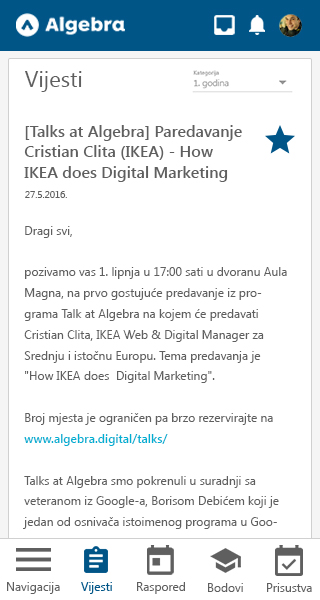 Algebra
Vijesti
Kategorija
1. godina
[Talks at Algebra] Paredavanje
Cristian Clita (IKEA) - How
IKEA does Digital Marketing
27.5.2016.
Dragi svi,
pozivamo vas 1. lipnja u 17:00 sati u dvoranu Aula
Magna, na prvo gostujuće predavanje iz pro-
grama Talk at Algebra na kojem će predavati
Cristian Clita, IKEA Web & Digital Manager za
Srednju i istočnu Europu. Tema predavanja je
"How IKEA does  Digital Marketing".
Broj mjesta je ograničen pa brzo rezervirajte na
www.algebra.digital/talks/
Talks at Algebra smo pokrenuli u suradnji sa
veteranom iz Google-a, Borisom Debićem koji je
jedan od osnivača istoimenog programa u Goo-
Navigacija
Vijesti
Raspored
Bodovi
Prisustva